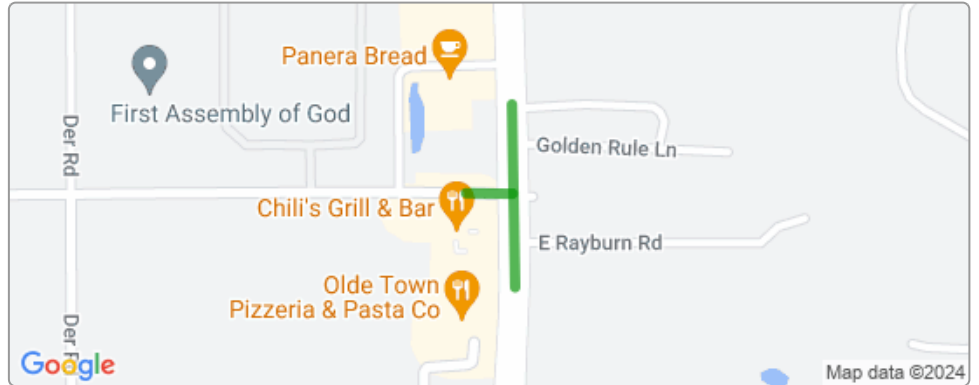 Panera Bread
First Assembly of God
Der Rd
Golden Rule Ln
Chili's Grill & Bar
E Rayburn Rd
Olde Town
Pizzeria & Pasta Co
Der
Google
Map data ©2024